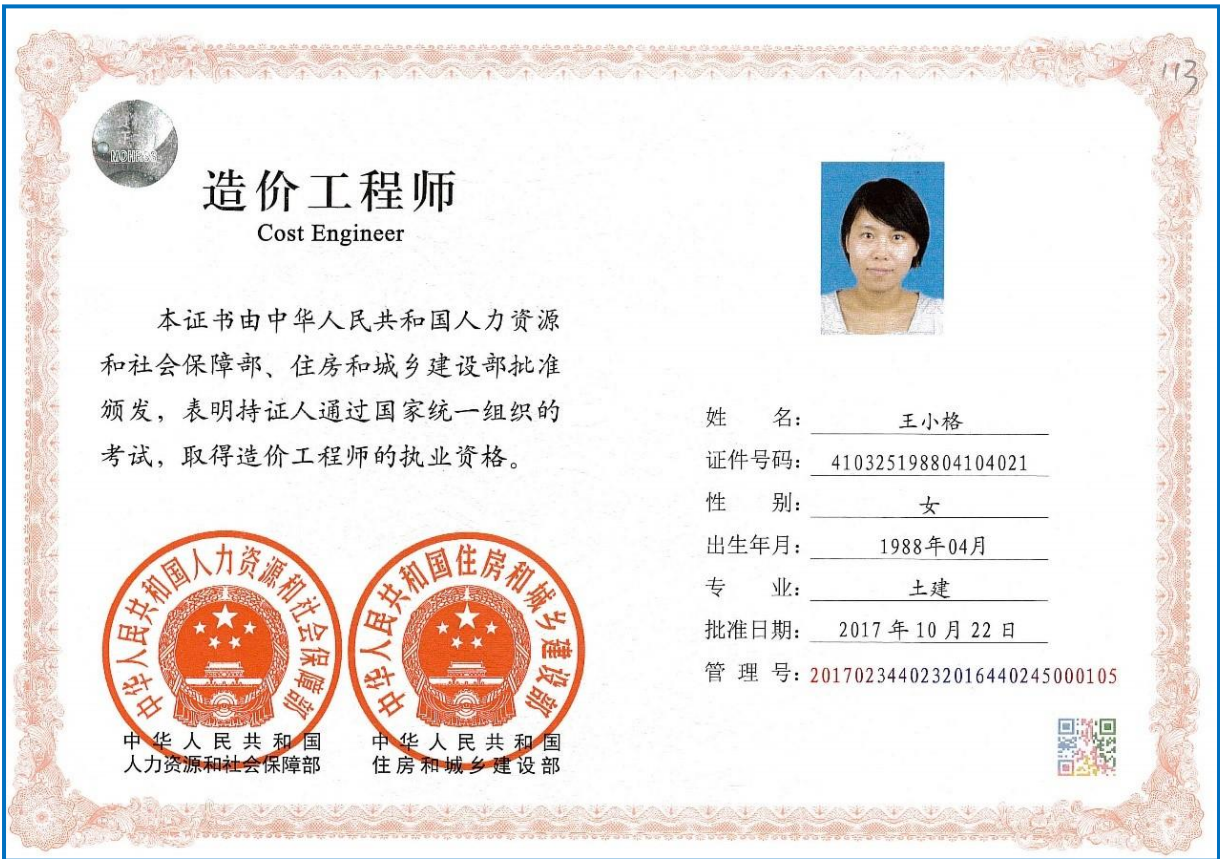 113
MOHRSS
造价工程师
Cost Engineer
本证书由中华人民共和国人力资源
和社会保障部、住房和城乡建设部批准
颁发，表明持证人通过国家统一组织的
考试，取得造价工程师的执业资格。
中华人民共和国人力资源和社会保障部
中华人民共和国
人力资源和社会保障部
中华人民共和国住房和城乡建设部
中华人民共和国
住房和城乡建设部
姓 名： 王小格
证件号码： 410325198804104021
性 别： 女
出生年月： 1988年04月
专 业： 土建
批准日期： 2017 年 10 月 22 日
管 理 号： 2017023440232016440245000105